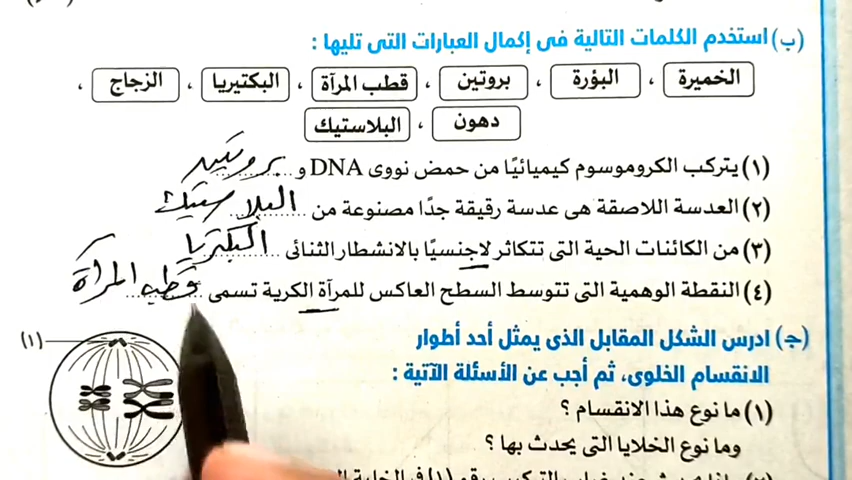 (ب) استخدم الكلمات التالية فى إكمال العبارات التى تليها :
الخميرة ، البؤرة ، بروتين ، قطب المرآة ، البكتيريا ، الزجاج ،
دهون ، البلاستيك
(١) يتركب الكروموسوم كيميائيًا من حمض نووى DNA و بروتين
(٢) العدسة اللاصقة هى عدسة رقيقة جدًا مصنوعة من البلاستيك
(٣) من الكائنات الحية التى تتكاثر لاجنسيًا بالانشطار الثنائى البكتريا
(٤) النقطة الوهمية التى تتوسط السطح العاكس للمرآة الكرية تسمى قطب المرآة
(جـ) ادرس الشكل المقابل الذى يمثل أحد أطوار
الانقسام الخلوى، ثم أجب عن الأسئلة الآتية :
(١)
(١) ما نوع هذا الانقسام ؟
وما نوع الخلايا التى يحدث بها ؟